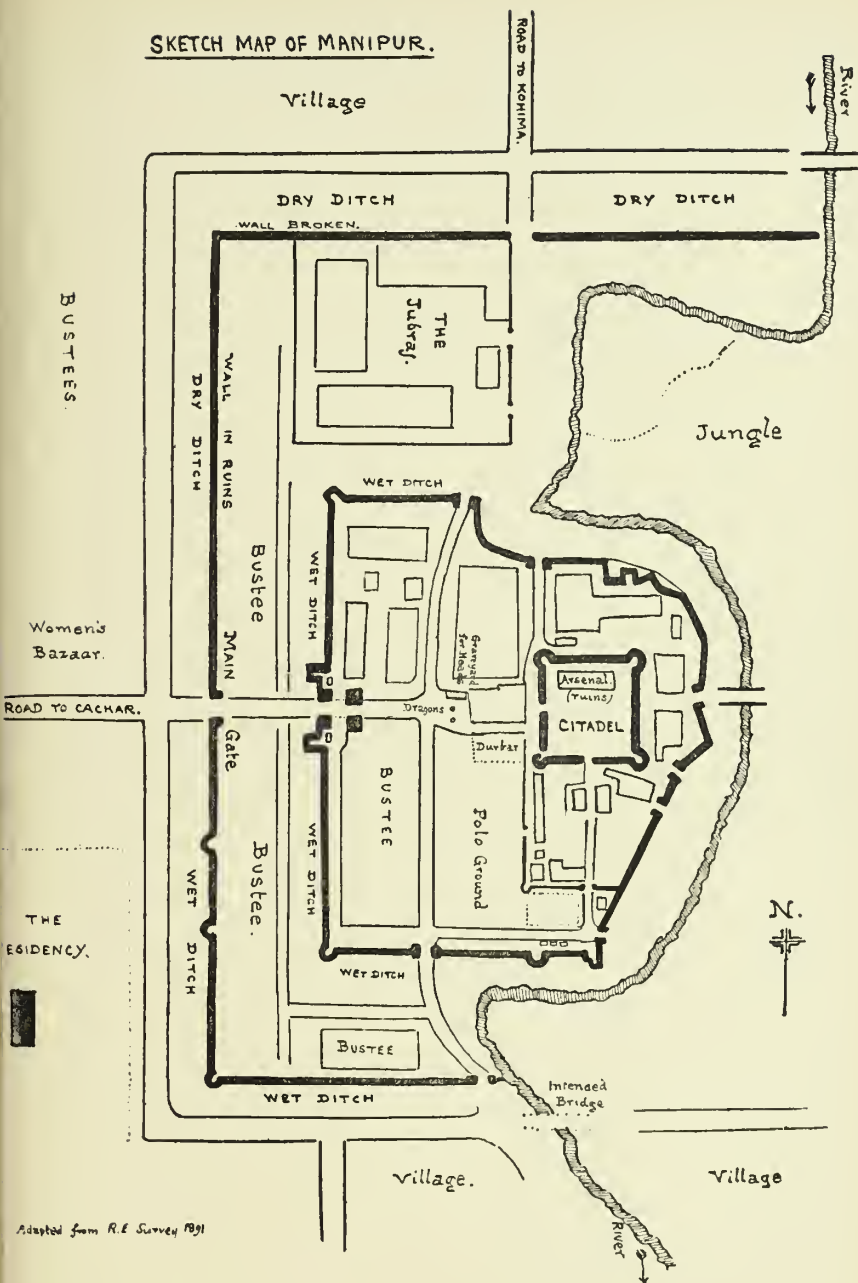 SKETCH MAP OF MANIPUR.
Village
ROAD TO KOHIMA.
River
DRY DITCH
DRY DITCH
WALL BROKEN.
THE
Jubraj.
BUSTEES.
WALL IN RUINS
DRY DITCH
Jungle
WET DITCH
Bustee
WET DITCH
Graveyard
for Heads
Women's
Bazaar.
MAIN
Gate
Arsenal
(ruins)
CITADEL
ROAD TO CACHAR.
Dragons
Durbar
BUSTEE
Polo Ground
Bustee.
WET DITCH
WET DITCH
N.
THE
ESIDENCY.
WET DITCH
BUSTEE
WET DITCH
Intended
Bridge
Village.
Village
River
Adapted from R.E Survey 1891